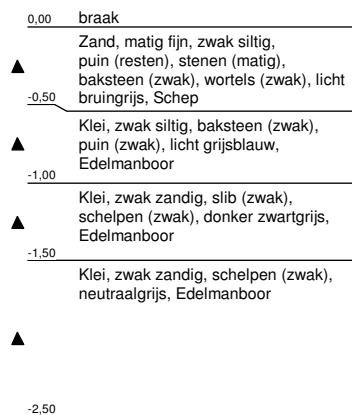 0,00 braak
Zand, matig fijn, zwak siltig,
puin (resten), stenen (matig),
baksteen (zwak), wortels (zwak), licht
bruingrijs, Schep
-0,50
Klei, zwak siltig, baksteen (zwak),
puin (zwak), licht grijsblauw,
Edelmanboor
-1,00
Klei, zwak zandig, slib (zwak),
schelpen (zwak), donker zwartgrijs,
Edelmanboor
-1,50
Klei, zwak zandig, schelpen (zwak),
neutraalgrijs, Edelmanboor
-2,50